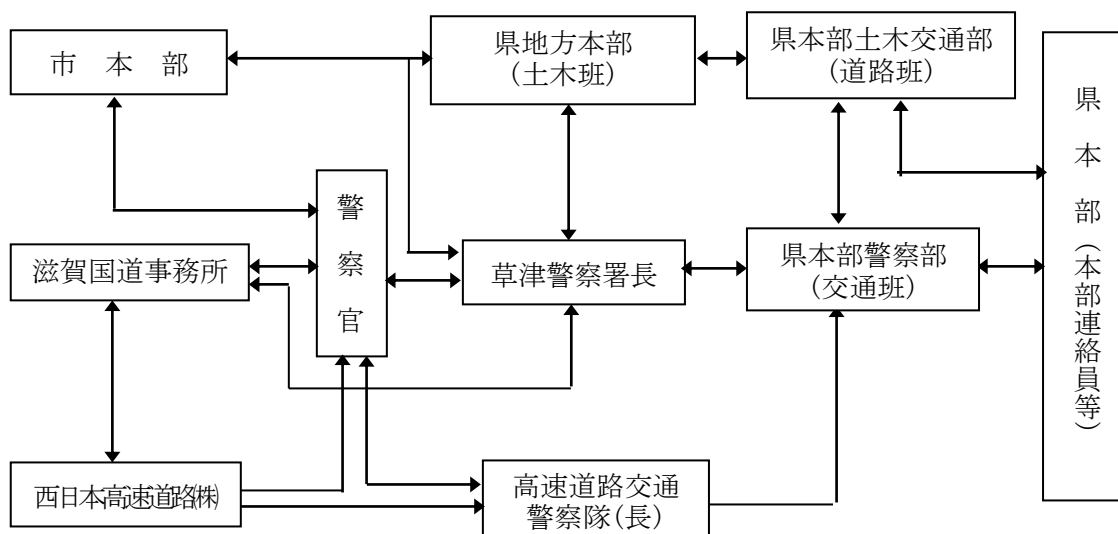 市 本 部
県地方本部
(土木班)
県本部土木交通部
(道路班)
県本部(本部連絡員等)
警察官
滋賀国道事務所
草津警察署長
県本部警察部
(交通班)
西日本高速道路㈱
高速道路交通
警察隊(長)